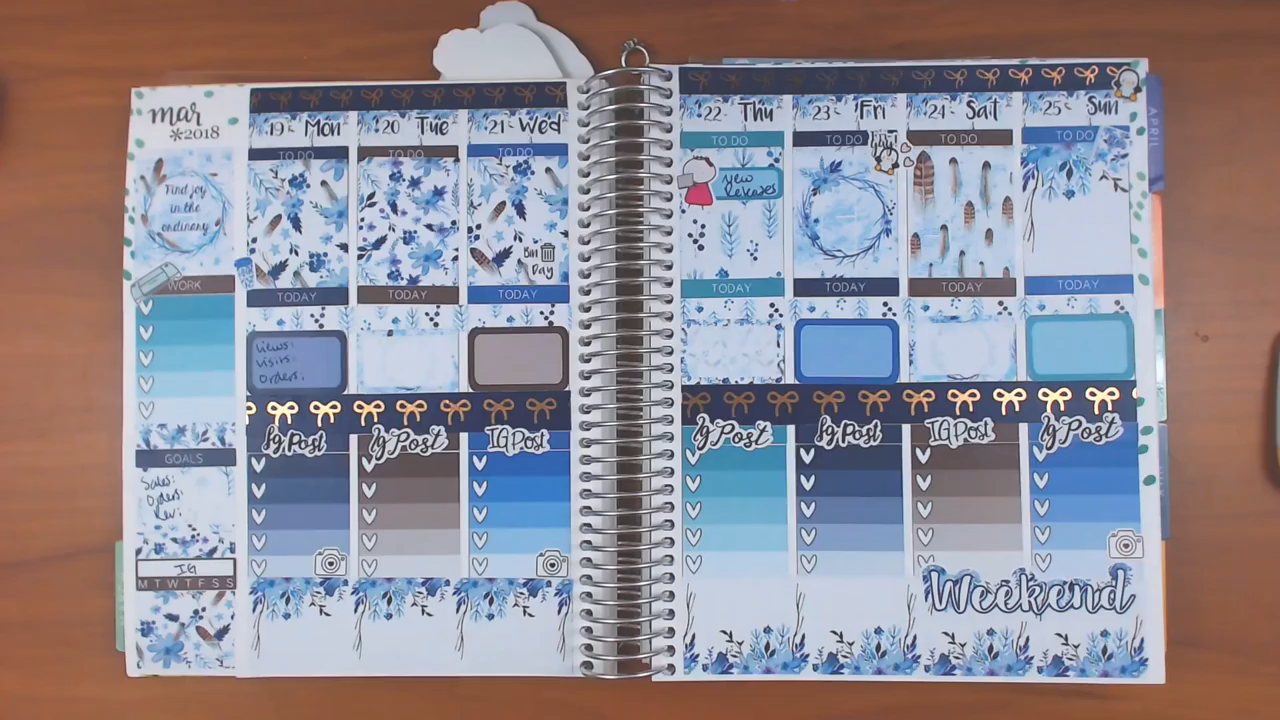 mar
*2018
Find joy
in the
ordinary
WORK
GOALS
Sales:
Orders:
Rev:
IG
M T W T F S S
19 Mon
TO DO
TODAY
Views:
Visits:
Orders:
Ig Post
20 Tue
TO DO
TODAY
Ig Post
21 Wed
TO DO
Bin
Day
TODAY
IG Post
22 Thu
TO DO
New
Releases
TODAY
Ig Post
23 Fri
TO DO
TODAY
Ig Post
24 Sat
TO DO
TODAY
IG Post
25 Sun
TO DO
TODAY
Ig Post
Weekend
APRIL